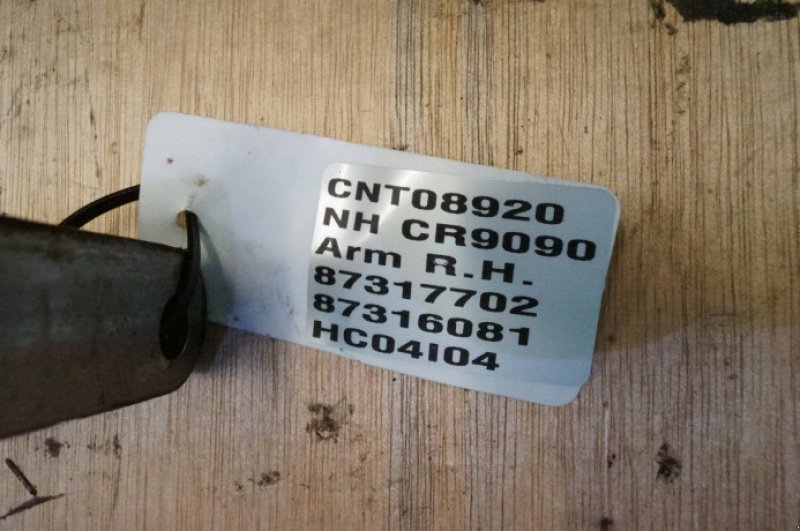 CNT08920
NH CR9090
Arm R.H.
87317702
87316081
HC04I04